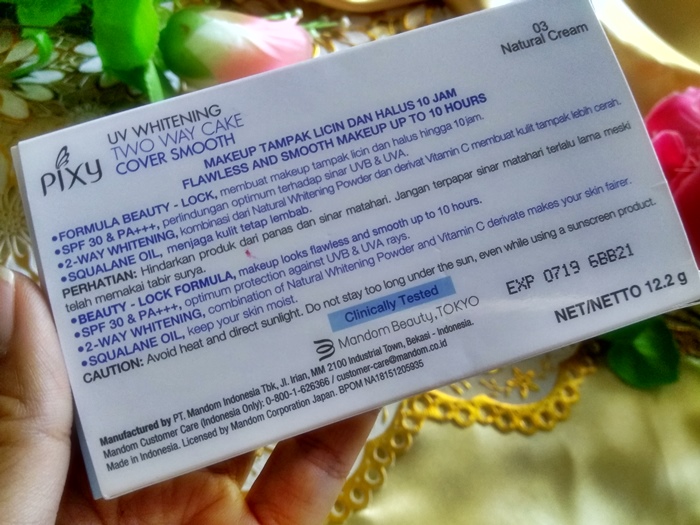 03
Natural Cream
pixy
UV WHITENING
TWO WAY CAKE
COVER SMOOTH
MAKEUP TAMPAK LICIN DAN HALUS 10 JAM
FLAWLESS AND SMOOTH MAKEUP UP TO 10 HOURS
•FORMULA BEAUTY - LOCK, membuat makeup tampak licin dan halus hingga 10jam.
•SPF 30 & PA+++, perlindungan optimum terhadap sinar UVB & UVA.
•2-WAY WHITENING, kombinasi dari Natural Whitening Powder dan derivat Vitamin C membuat kulit tampak lebih cerah.
•SQUALANE OIL, menjaga kulit tetap lembab.
PERHATIAN: Hindarkan produk dari panas dan sinar matahari. Jangan terpapar sinar matahari terlalu lama meski
telah memakai tabir surya.
•BEAUTY - LOCK FORMULA, makeup looks flawless and smooth up to 10 hours.
•SPF 30 & PA+++, optimum protection against UVB & UVA rays.
•2-WAY WHITENING, combination of Natural Whitening Powder and Vitamin C derivate makes your skin fairer.
•SQUALANE OIL, keep your skin moist.
CAUTION: Avoid heat and direct sunlight. Do not stay too long under the sun, even while using a sunscreen product.
Clinically Tested
EXP 0719 6BB21
Mandom Beauty, TOKYO
NET/NETTO 12.2 g
Manufactured by PT. Mandom Indonesia Tbk, Jl. Irian, MM 2100 Industrial Town, Bekasi - Indonesia.
Mandom Customer Care (Indonesia Only): 0-800-1-626366 / customer-care@mandom.co.id
Made in Indonesia. Licensed by Mandom Corporation Japan. BPOM NA18151205935